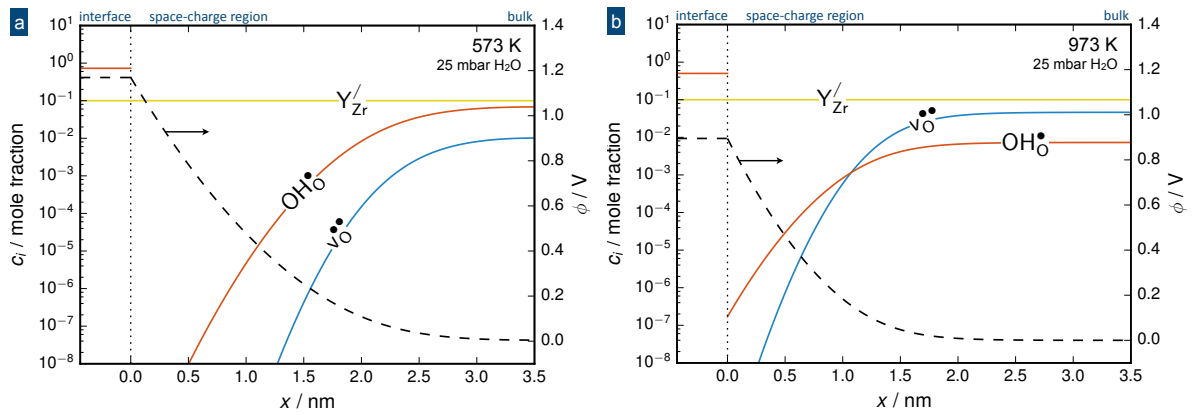 a
interface space-charge region bulk
573 K
25 mbar H₂O
10¹
10⁰
10⁻¹
10⁻²
10⁻³
10⁻⁴
10⁻⁵
10⁻⁶
10⁻⁷
10⁻⁸
cᵢ / mole fraction
Y′Zr
OH•O
v••O
1.4
1.2
1.0
0.8
0.6
0.4
0.2
0.0
ϕ / V
0.0 0.5 1.0 1.5 2.0 2.5 3.0 3.5
x / nm
b
interface space-charge region bulk
973 K
25 mbar H₂O
10¹
10⁰
10⁻¹
10⁻²
10⁻³
10⁻⁴
10⁻⁵
10⁻⁶
10⁻⁷
10⁻⁸
cᵢ / mole fraction
Y′Zr
v••O
OH•O
1.4
1.2
1.0
0.8
0.6
0.4
0.2
0.0
ϕ / V
0.0 0.5 1.0 1.5 2.0 2.5 3.0 3.5
x / nm